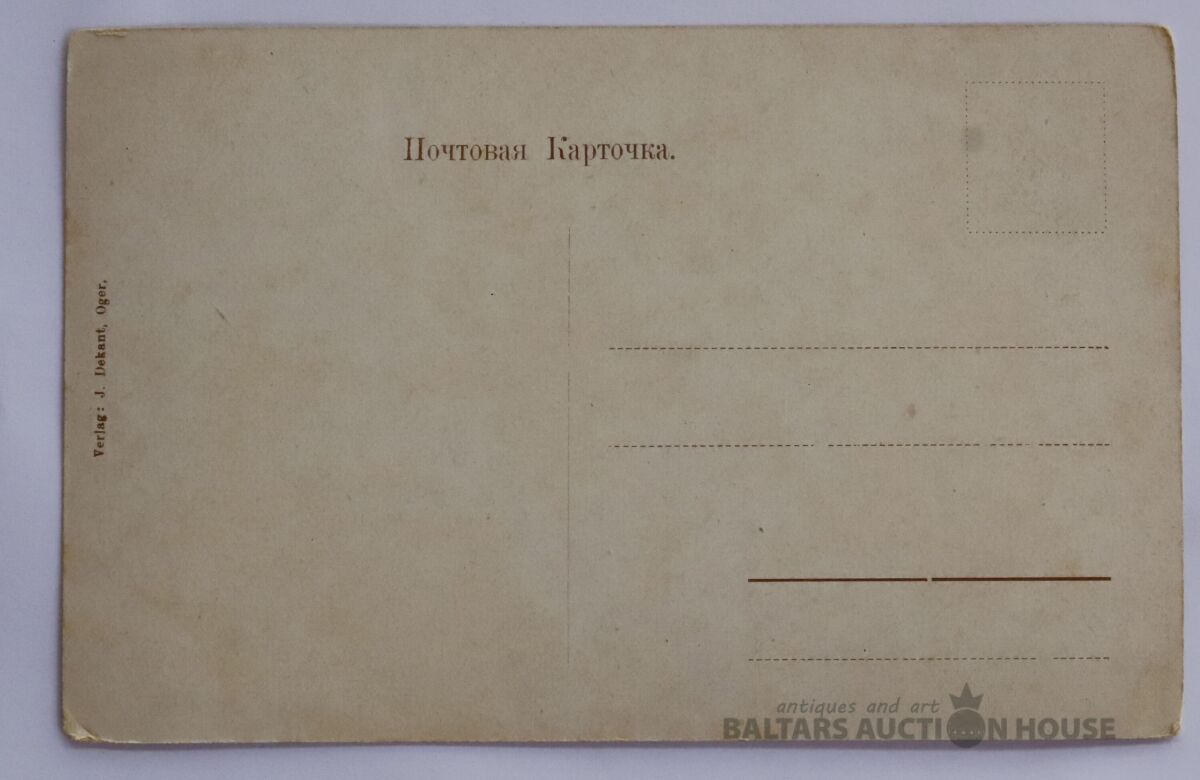 Почтовая Карточка.
Verlag: J. Dekant, Oger.
antiques and art
BALTARS AUCTION HOUSE